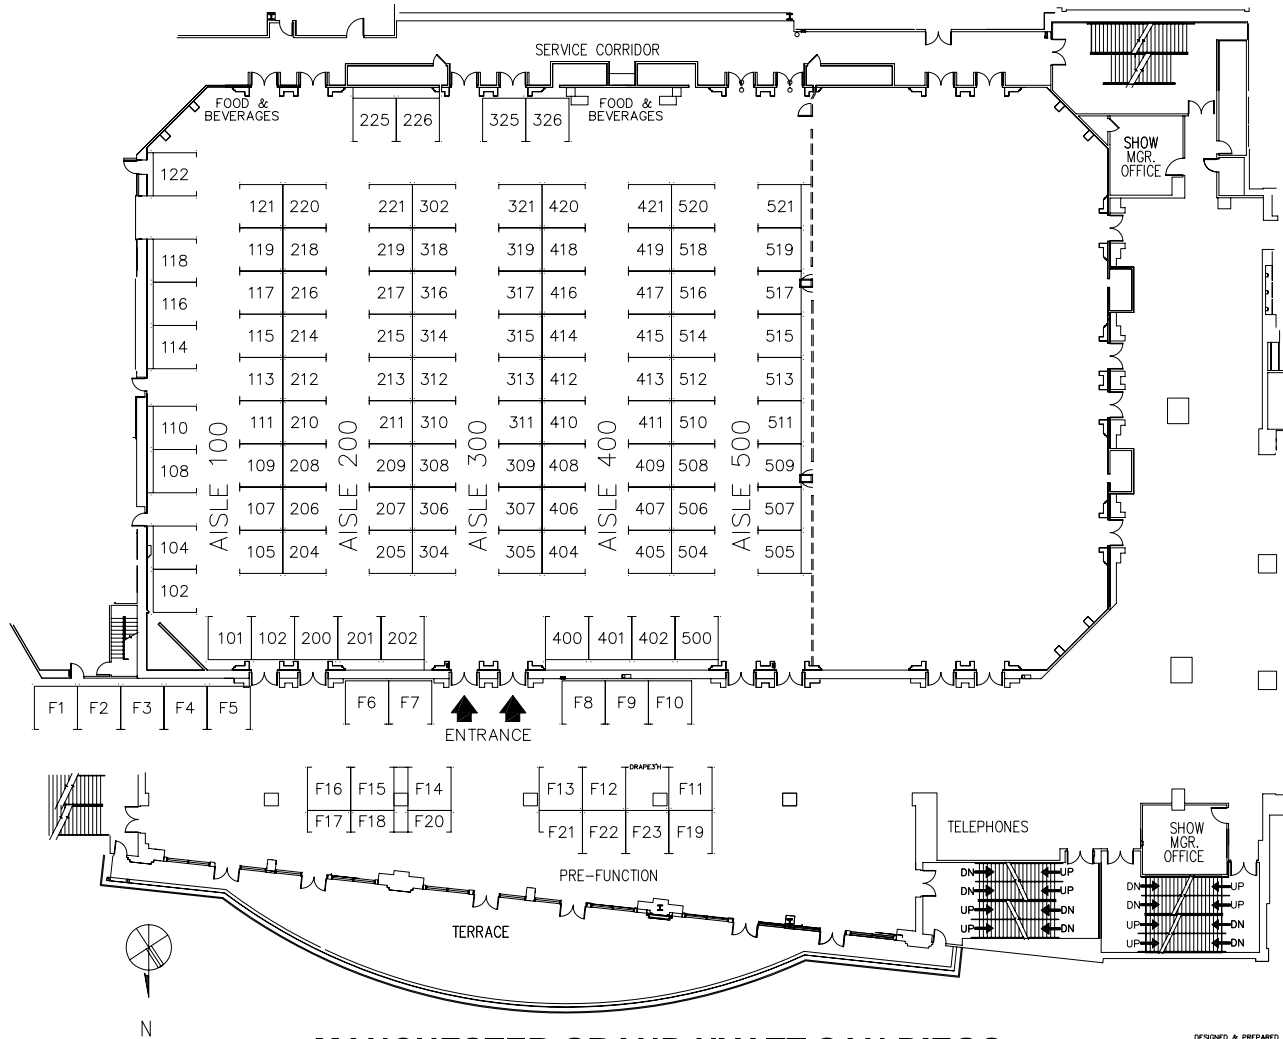 SERVICE CORRIDOR
FOOD &
BEVERAGES
FOOD &
BEVERAGES
225 226
325 326
SHOW
MGR.
OFFICE
122
121 220
221 302
321 420
421 520
521
118
119 218
219 318
319 418
419 518
519
116
117 216
217 316
317 416
417 516
517
114
115 214
215 314
315 414
415 514
515
113 212
213 312
313 412
413 512
513
110
111 210
211 310
311 410
411 510
511
108
109 208
209 308
309 408
409 508
509
107 206
207 306
307 406
407 506
507
104
105 204
205 304
305 404
405 504
505
AISLE 100
AISLE 200
AISLE 300
AISLE 400
AISLE 500
102
101 102 200 201 202
400 401 402 500
F1 F2 F3 F4 F5
F6 F7
F8 F9 F10
ENTRANCE
DRAPE3'H
F16 F15 F14
F13 F12 F11
F17 F18 F20
F21 F22 F23 F19
TELEPHONES
SHOW
MGR.
OFFICE
PRE-FUNCTION
TERRACE
DN UP
DN UP
UP DN
UP DN
DN UP
DN UP
UP DN
UP DN
N
DESIGNED & PREPARED